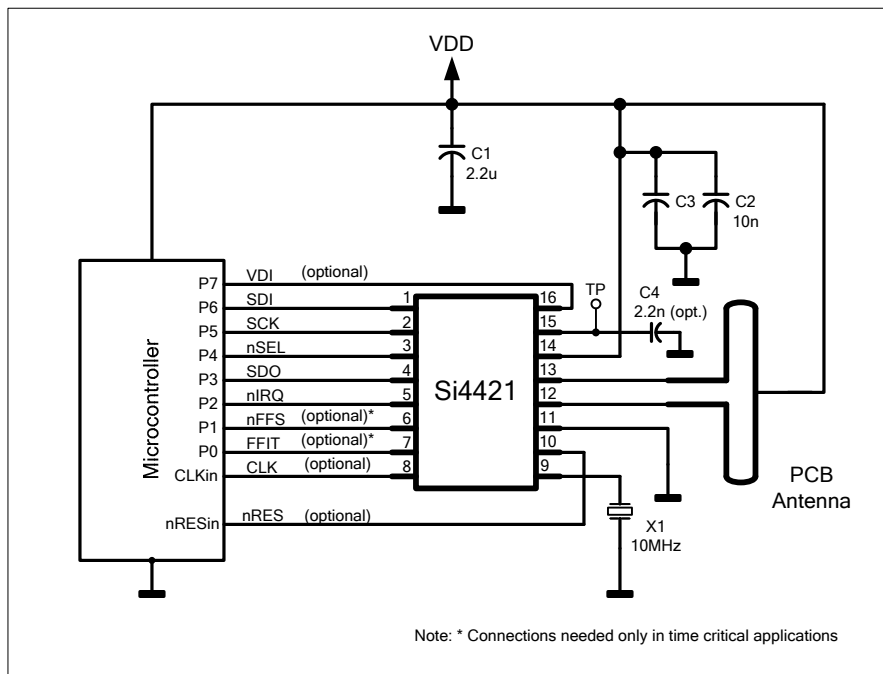 VDD
C1
2.2u
C3
C2
10n
Microcontroller
P7
VDI (optional)
P6
SDI
1
16
P5
SCK
2
15
TP
C4
2.2n (opt.)
P4
nSEL
3
14
P3
SDO
4
13
Si4421
P2
nIRQ
5
12
P1
nFFS (optional)*
6
11
P0
FFIT (optional)*
7
10
CLKin
CLK (optional)
8
9
PCB
Antenna
nRESin
nRES (optional)
X1
10MHz
Note: * Connections needed only in time critical applications